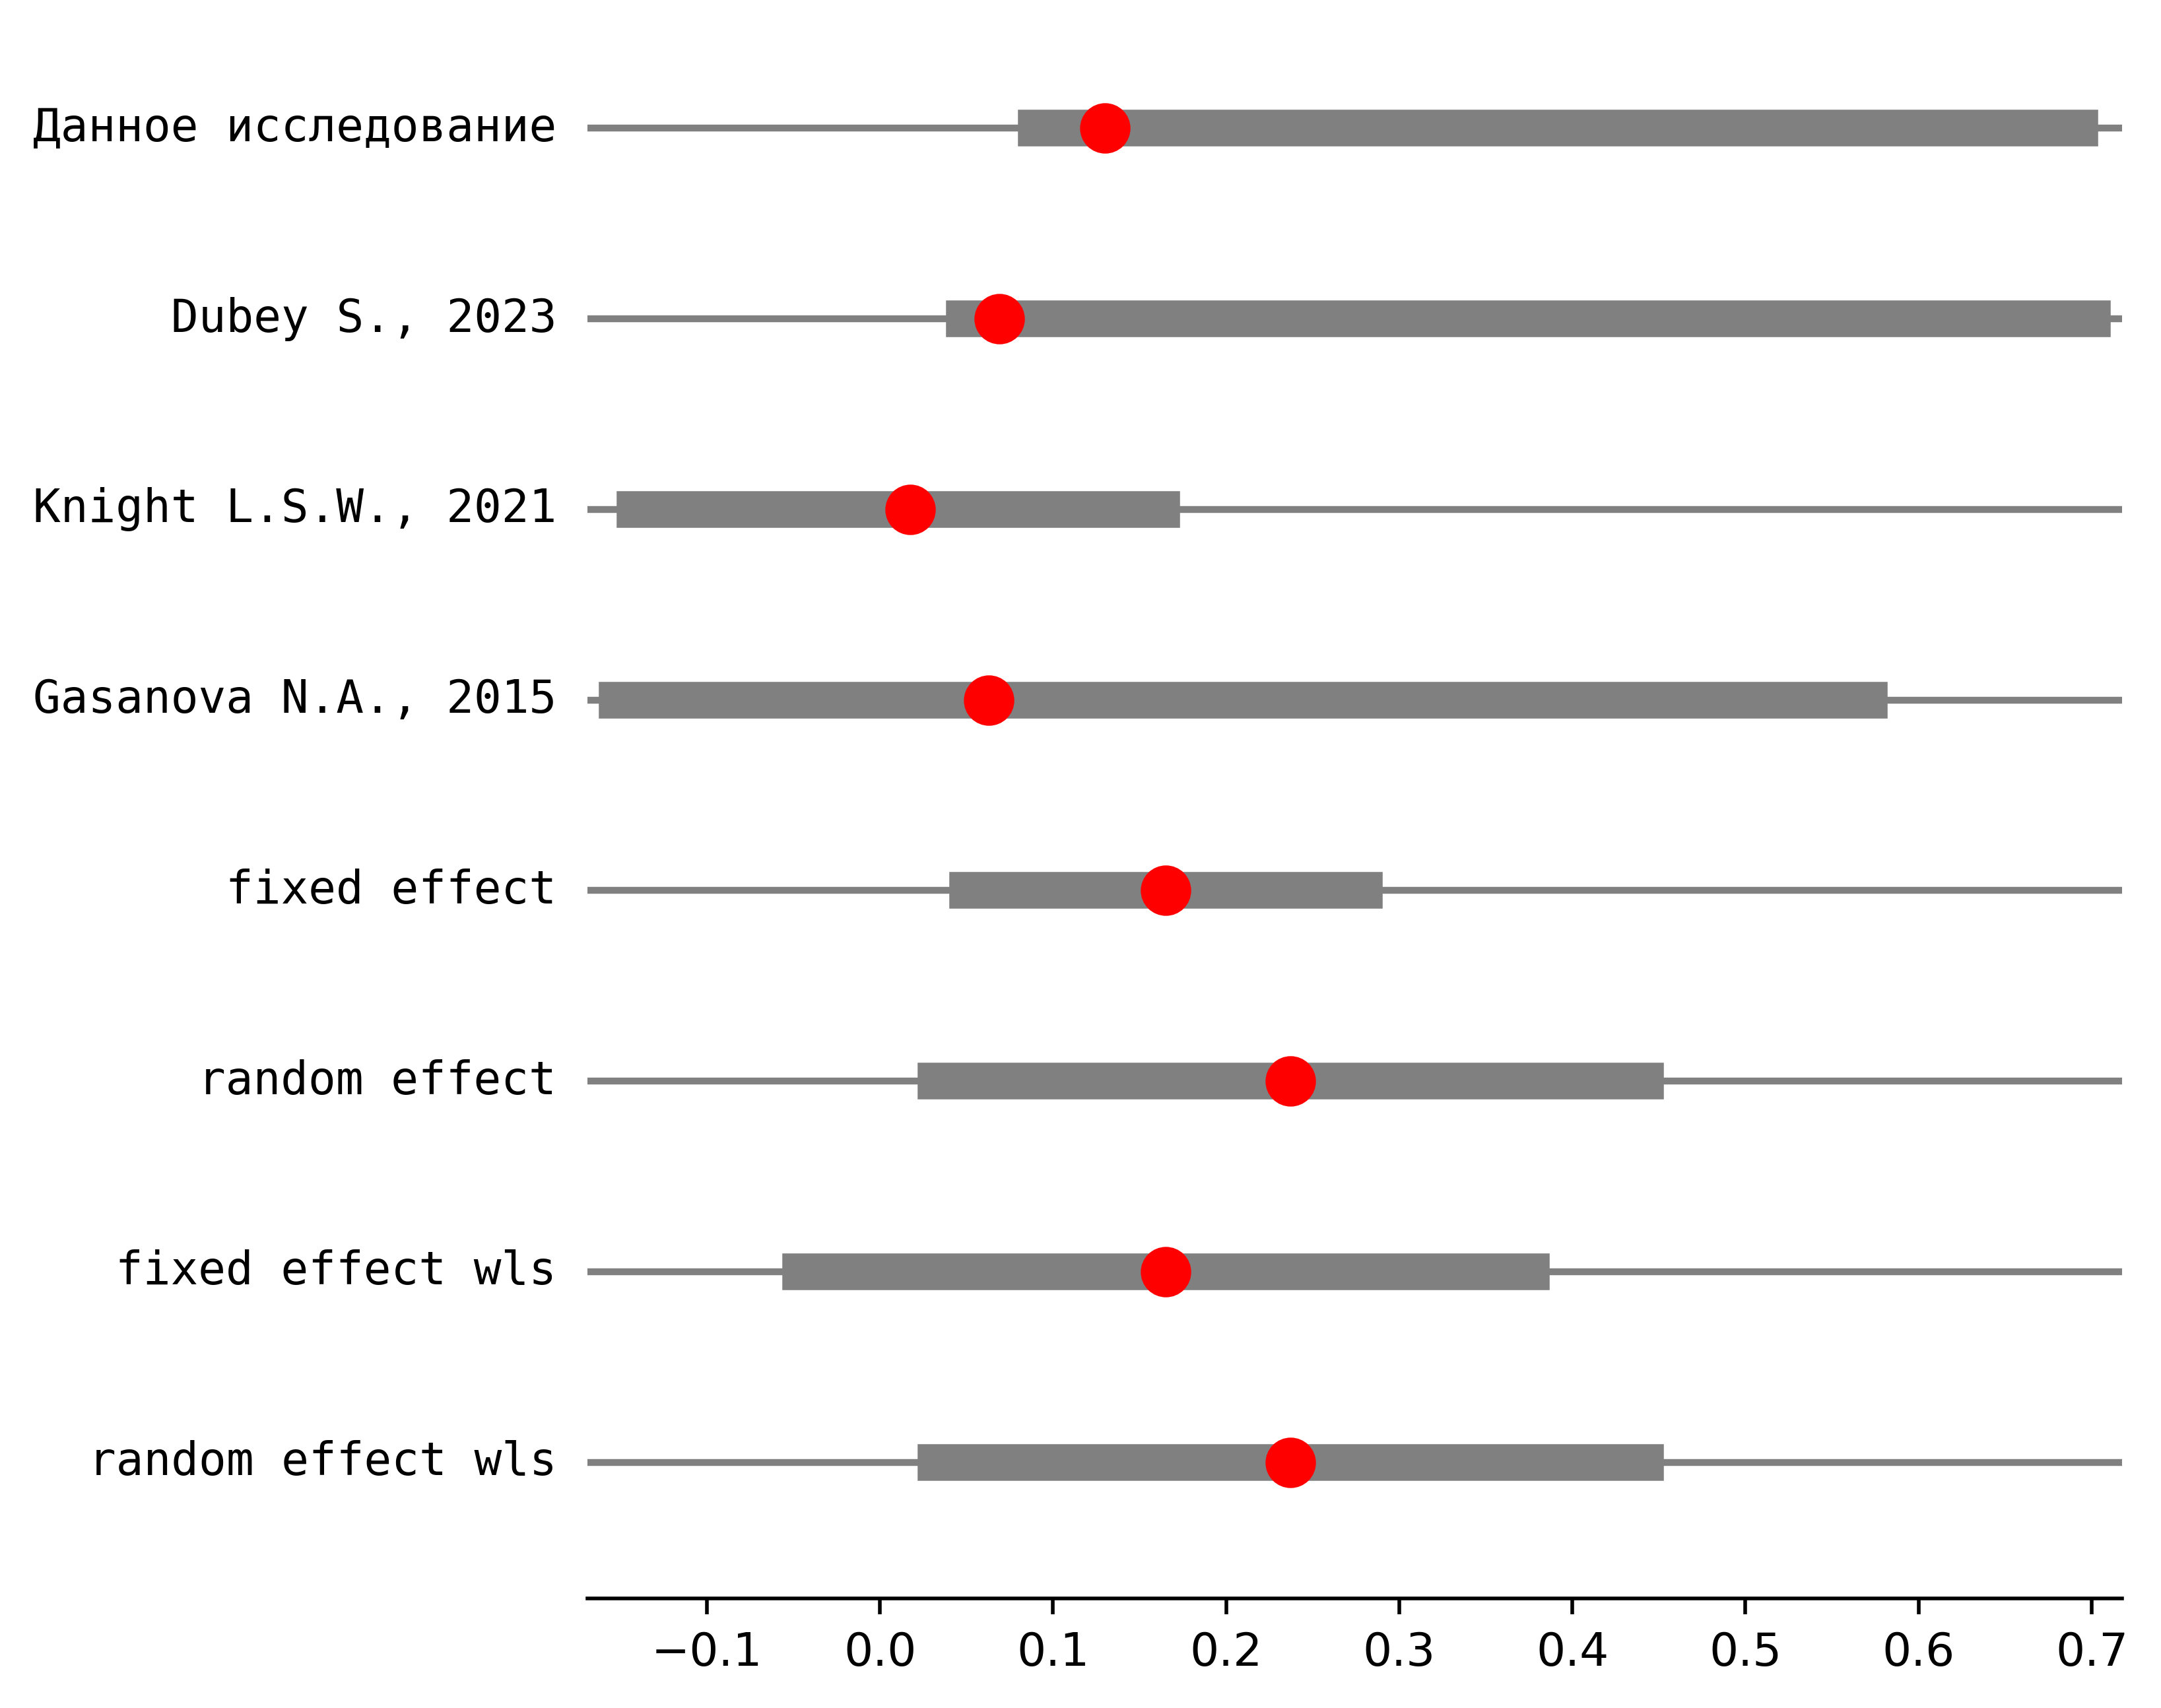 Данное исследование
Dubey S., 2023
Knight L.S.W., 2021
Gasanova N.A., 2015
fixed effect
random effect
fixed effect wls
random effect wls
−0.1 0.0 0.1 0.2 0.3 0.4 0.5 0.6 0.7